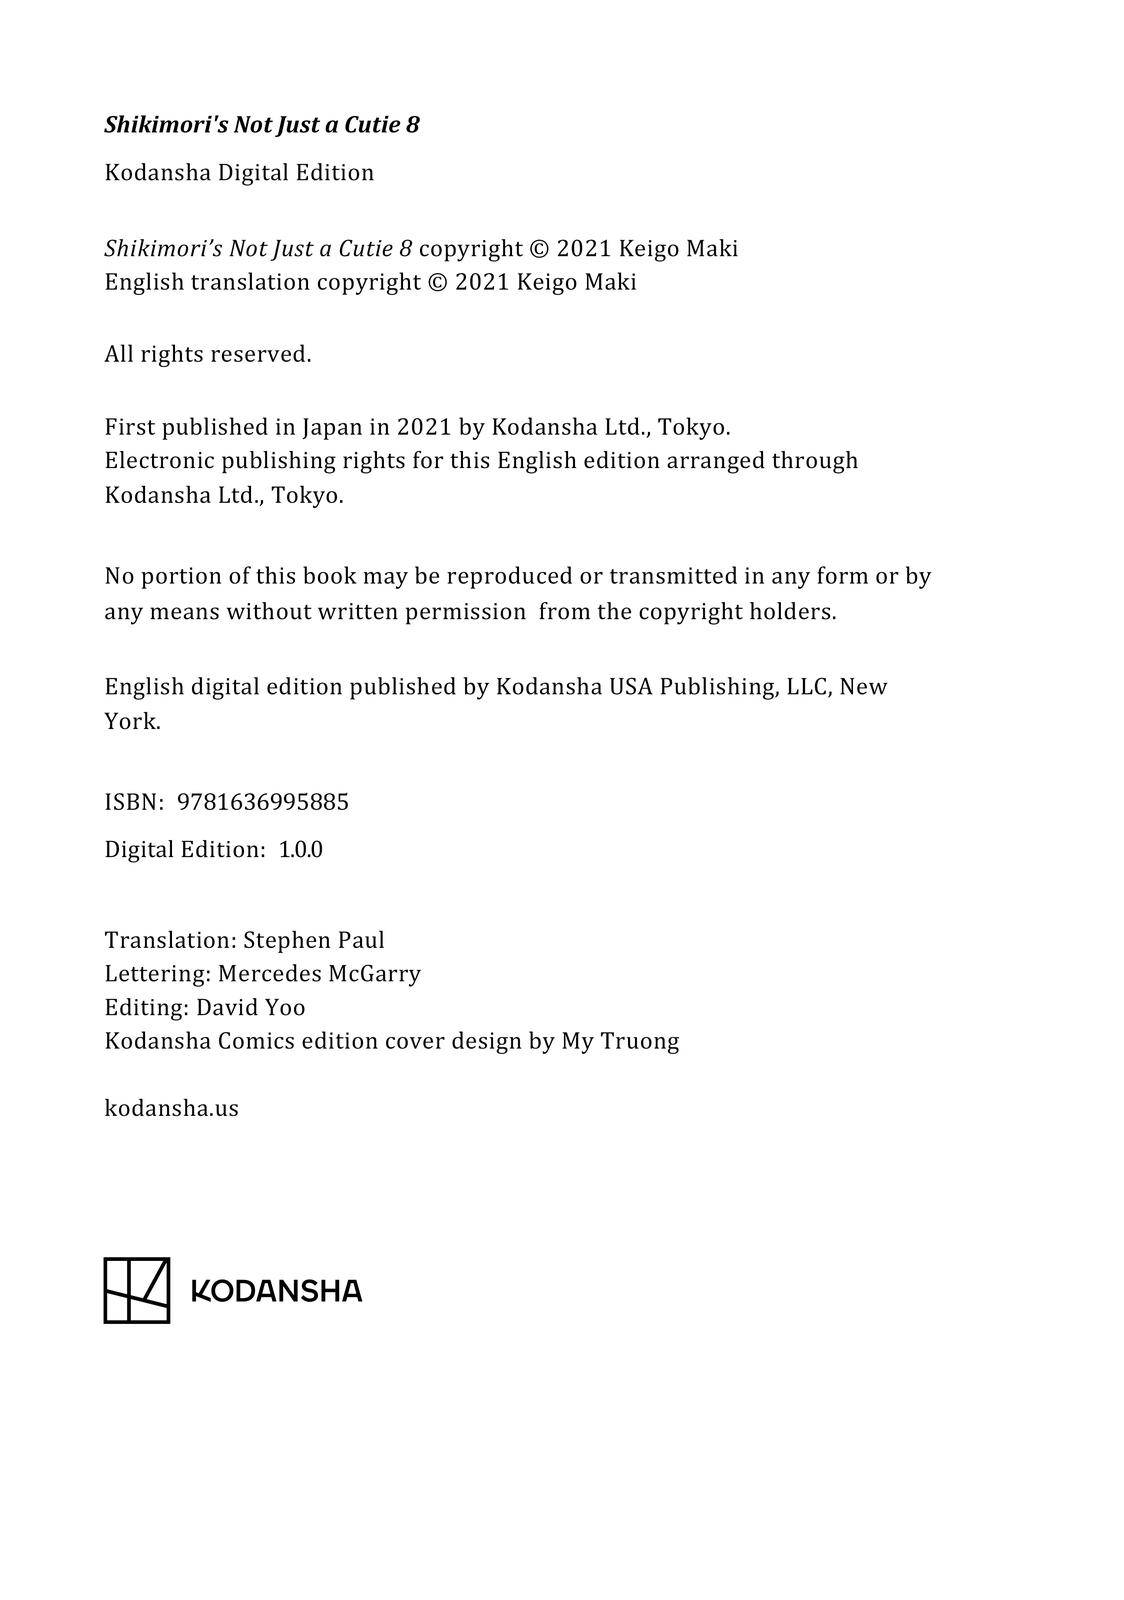 Shikimori's Not Just a Cutie 8
Kodansha Digital Edition
Shikimori’s Not Just a Cutie 8 copyright © 2021 Keigo Maki
English translation copyright © 2021 Keigo Maki
All rights reserved.
First published in Japan in 2021 by Kodansha Ltd., Tokyo.
Electronic publishing rights for this English edition arranged through
Kodansha Ltd., Tokyo.
No portion of this book may be reproduced or transmitted in any form or by
any means without written permission  from the copyright holders.
English digital edition published by Kodansha USA Publishing, LLC, New
York.
ISBN:  9781636995885
Digital Edition:  1.0.0
Translation: Stephen Paul
Lettering: Mercedes McGarry
Editing: David Yoo
Kodansha Comics edition cover design by My Truong
kodansha.us
KODANSHA